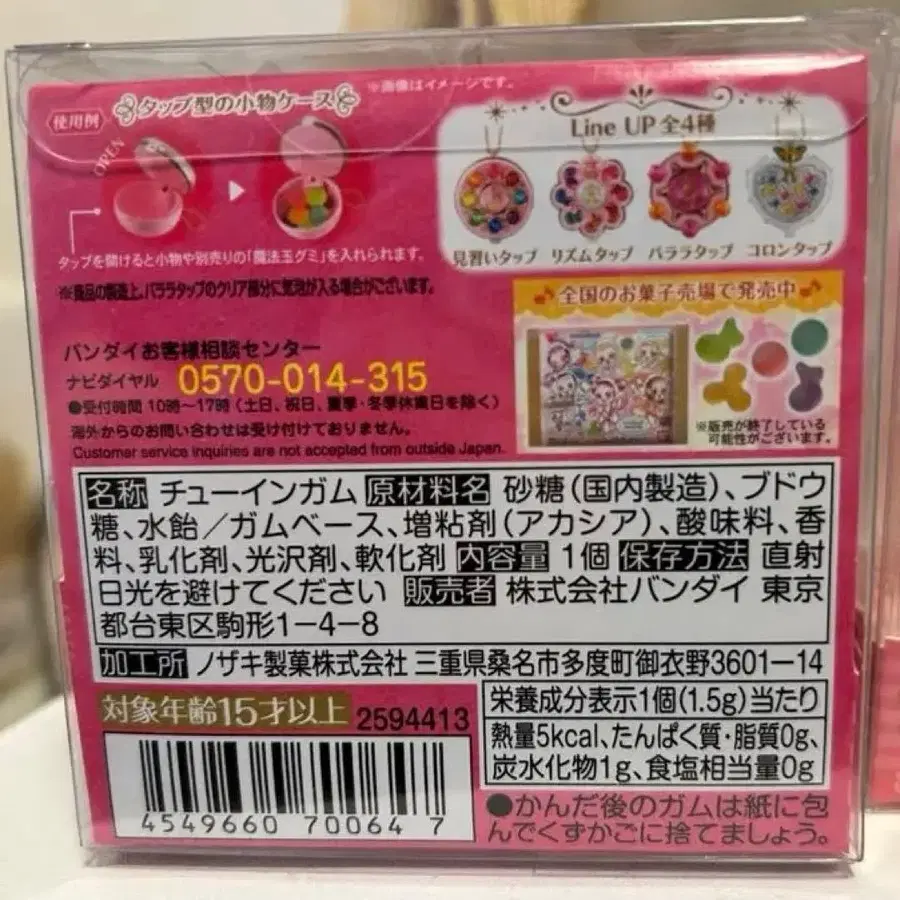 使用例
タップ型の小物ケース
※画像はイメージです。
OPEN
タップを開けると小物や別売りの「魔法玉グミ」を入れられます。
※商品の製造上、パララタップのクリア部分に気泡が入る場合がございます。
Line UP 全4種
見習いタップ リズムタップ パララタップ コロンタップ
全国のお菓子売場で発売中
※販売が終了している
可能性がございます。
バンダイお客様相談センター
ナビダイヤル 0570-014-315
●受付時間 10時～17時（土日、祝日、夏季・冬季休業日を除く）
海外からのお問い合わせは受け付けておりません。
Customer service inquiries are not accepted from outside Japan.
名称 チューインガム 原材料名 砂糖（国内製造）、ブドウ
糖、水飴／ガムベース、増粘剤（アカシア）、酸味料、香
料、乳化剤、光沢剤、軟化剤 内容量 1個 保存方法 直射
日光を避けてください 販売者 株式会社バンダイ 東京
都台東区駒形1-4-8
加工所 ノザキ製菓株式会社 三重県桑名市多度町御衣野3601-14
対象年齢15才以上 2594413
栄養成分表示1個(1.5g)当たり
熱量5kcal、たんぱく質・脂質0g、
炭水化物1g、食塩相当量0g
4549660 70064 7
●かんだ後のガムは紙に包
んでくずかごに捨てましょう。